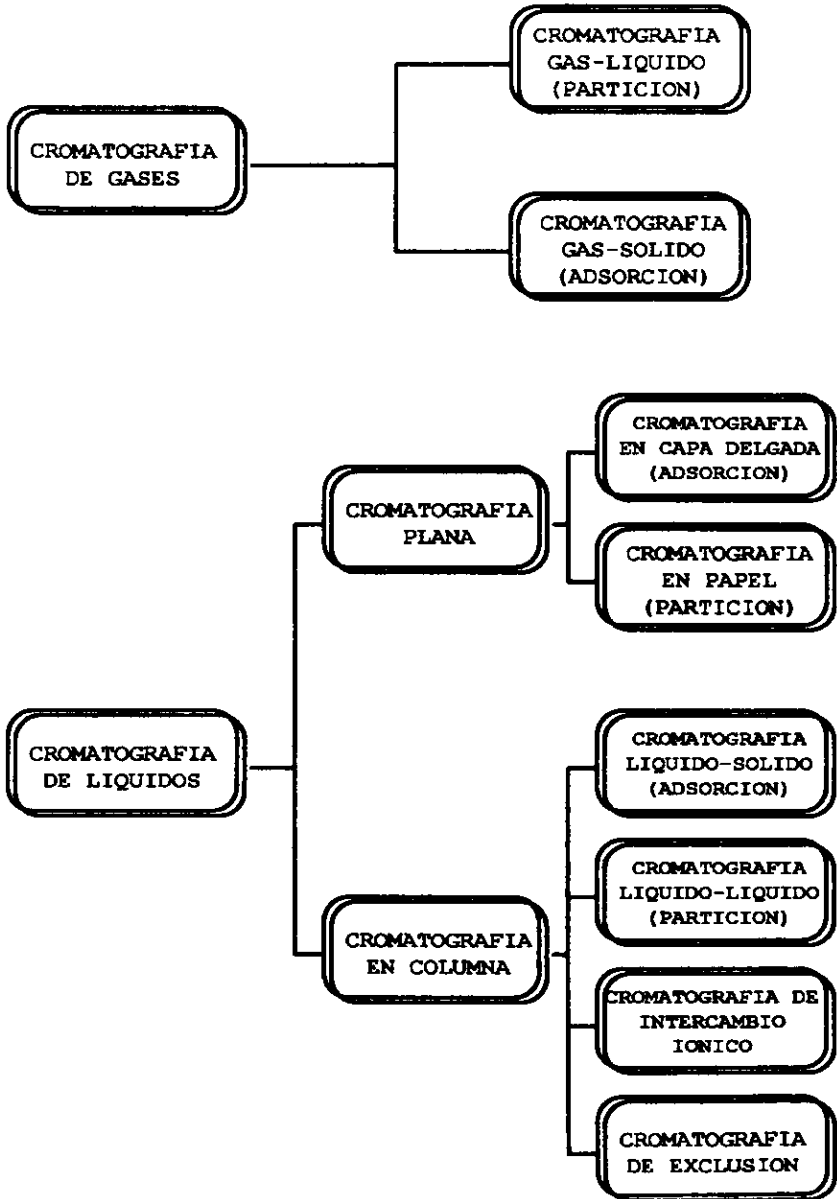 CROMATOGRAFIA
GAS-LIQUIDO
(PARTICION)
CROMATOGRAFIA
DE GASES
CROMATOGRAFIA
GAS-SOLIDO
(ADSORCION)
CROMATOGRAFIA
EN CAPA DELGADA
(ADSORCION)
CROMATOGRAFIA
PLANA
CROMATOGRAFIA
EN PAPEL
(PARTICION)
CROMATOGRAFIA
DE LIQUIDOS
CROMATOGRAFIA
LIQUIDO-SOLIDO
(ADSORCION)
CROMATOGRAFIA
LIQUIDO-LIQUIDO
(PARTICION)
CROMATOGRAFIA
EN COLUMNA
CROMATOGRAFIA DE
INTERCAMBIO
IONICO
CROMATOGRAFIA
DE EXCLUSION